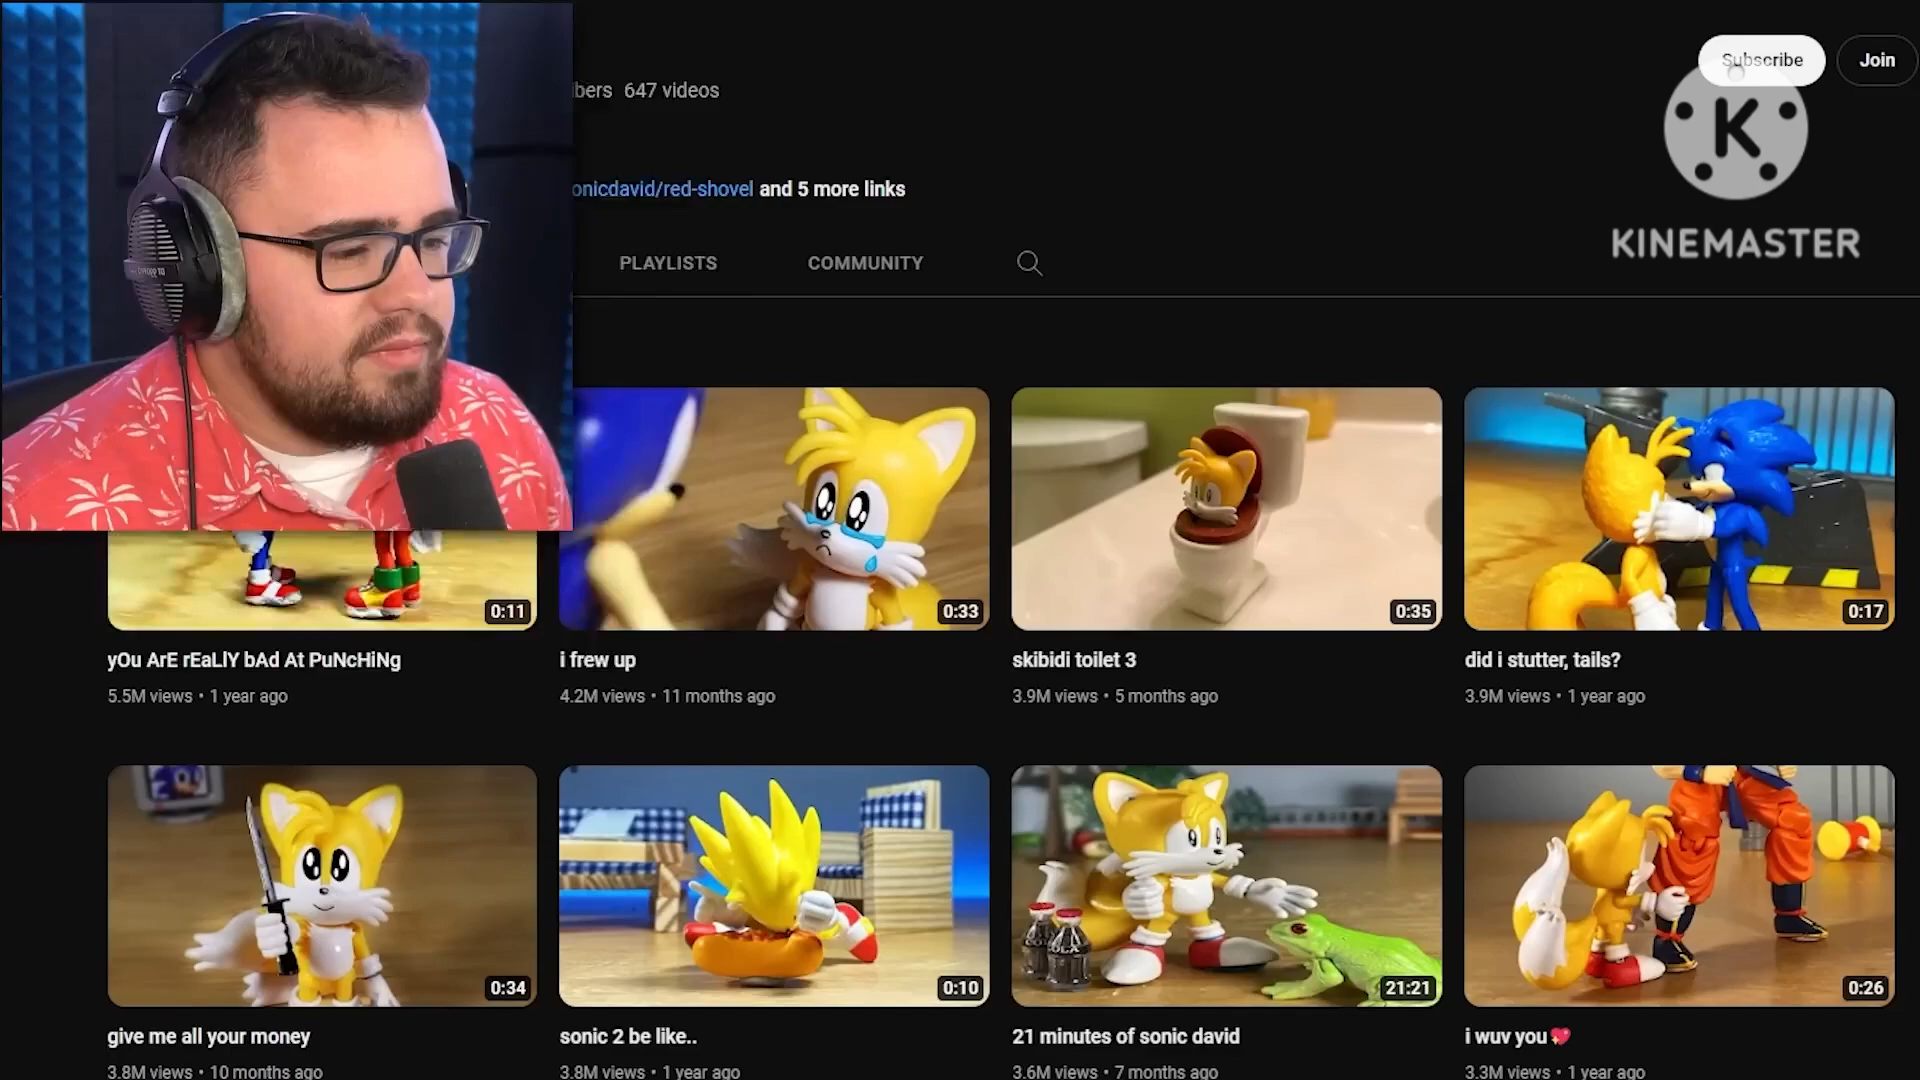 Subscribe
Join
bers 647 videos
K
KINEMASTER
onicdavid/red-shovel and 5 more links
PLAYLISTS
COMMUNITY
0:11
0:33
0:35
0:17
yOu ArE rEaLlY bAd At PuNcHiNg
i frew up
skibidi toilet 3
did i stutter, tails?
5.5M views • 1 year ago
4.2M views • 11 months ago
3.9M views • 5 months ago
3.9M views • 1 year ago
0:34
0:10
21:21
0:26
give me all your money
sonic 2 be like..
21 minutes of sonic david
i wuv you💖
3.8M views • 10 months ago
3.8M views • 1 year ago
3.6M views • 7 months ago
3.3M views • 1 year ago